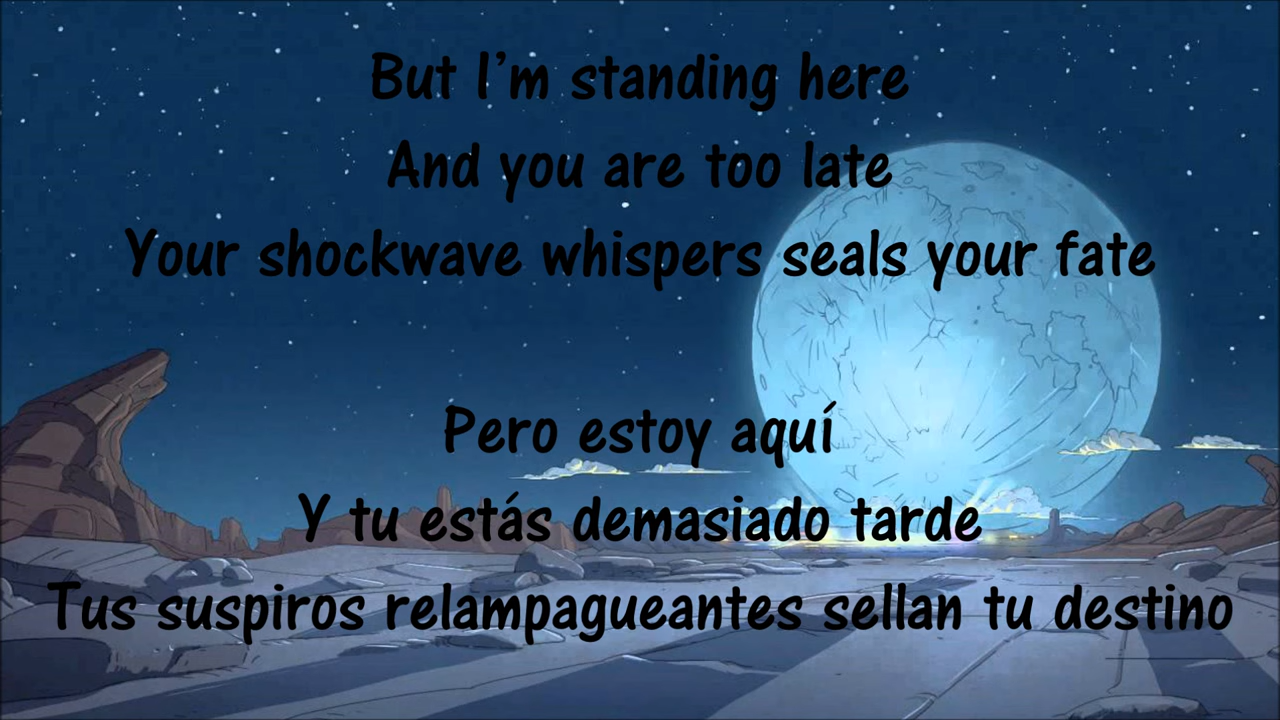 But I'm standing here
And you are too late
Your shockwave whispers seals your fate
Pero estoy aquí
Y tu estás demasiado tarde
Tus suspiros relampagueantes sellan tu destino